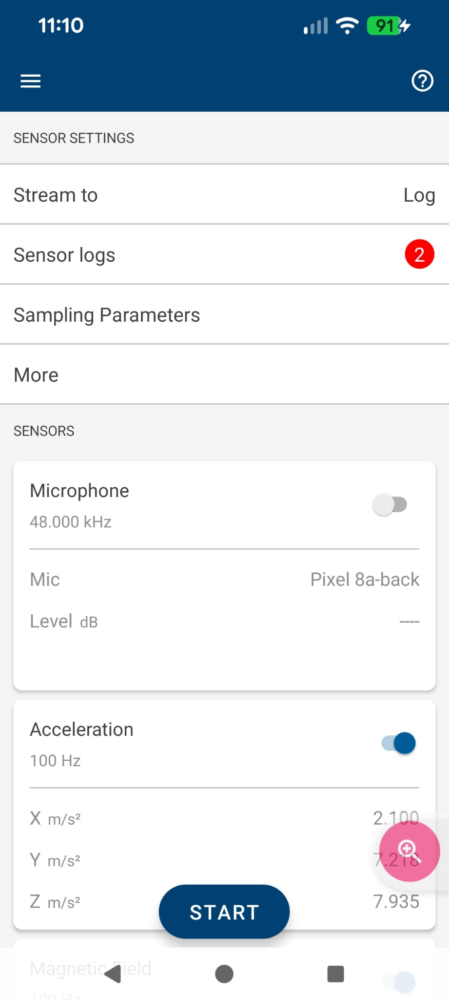 11:10
91
SENSOR SETTINGS
Stream to Log
Sensor logs 2
Sampling Parameters
More
SENSORS
Microphone
48.000 kHz
Mic Pixel 8a-back
Level dB ----
Acceleration
100 Hz
X m/s² 2.100
Y m/s² 7.218
Z m/s² 7.935
START
Magnetic Field
100 Hz